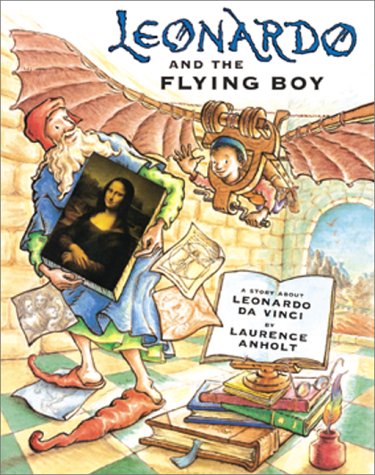 LEONARDO
AND THE
FLYING BOY
A STORY ABOUT
LEONARDO
DA VINCI
BY
LAURENCE
ANHOLT